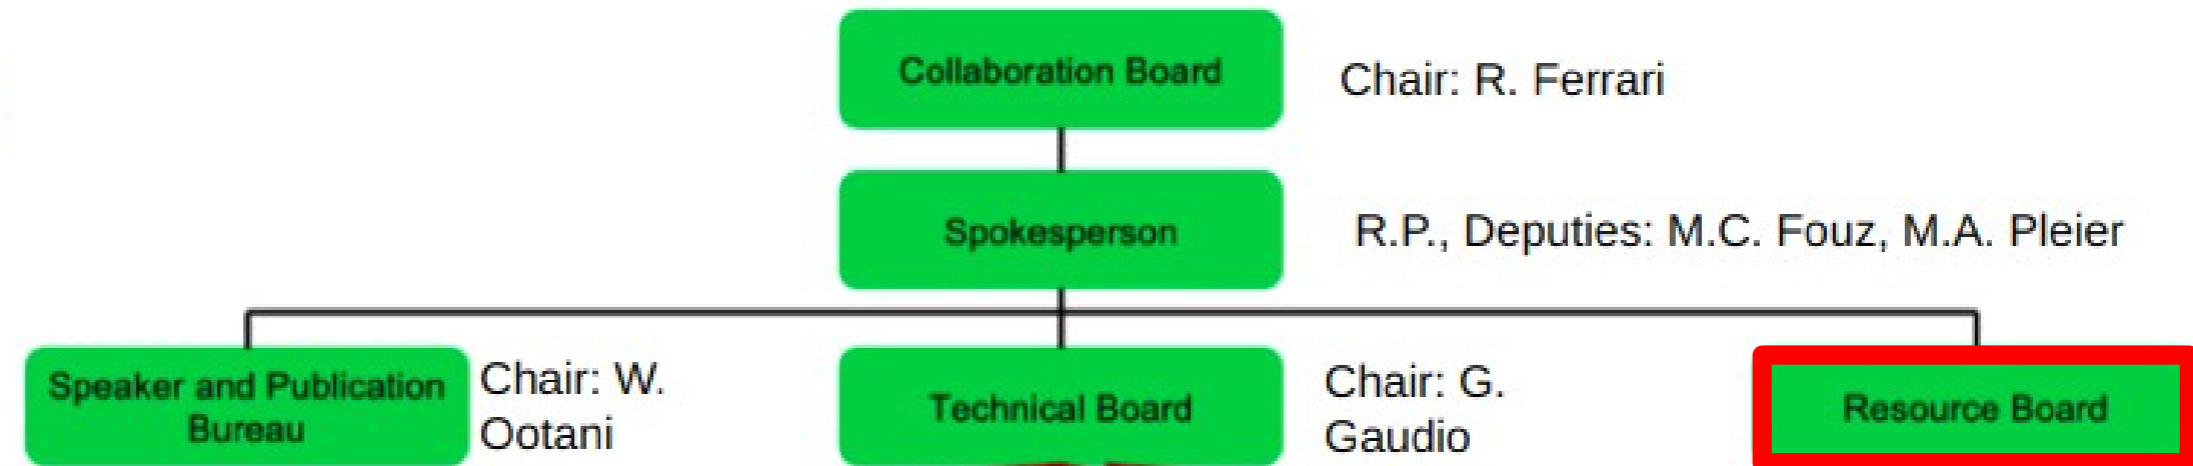 Collaboration Board
Chair: R. Ferrari
Spokesperson
R.P., Deputies: M.C. Fouz, M.A. Pleier
Speaker and Publication
Bureau
Chair: W.
Ootani
Technical Board
Chair: G.
Gaudio
Resource Board